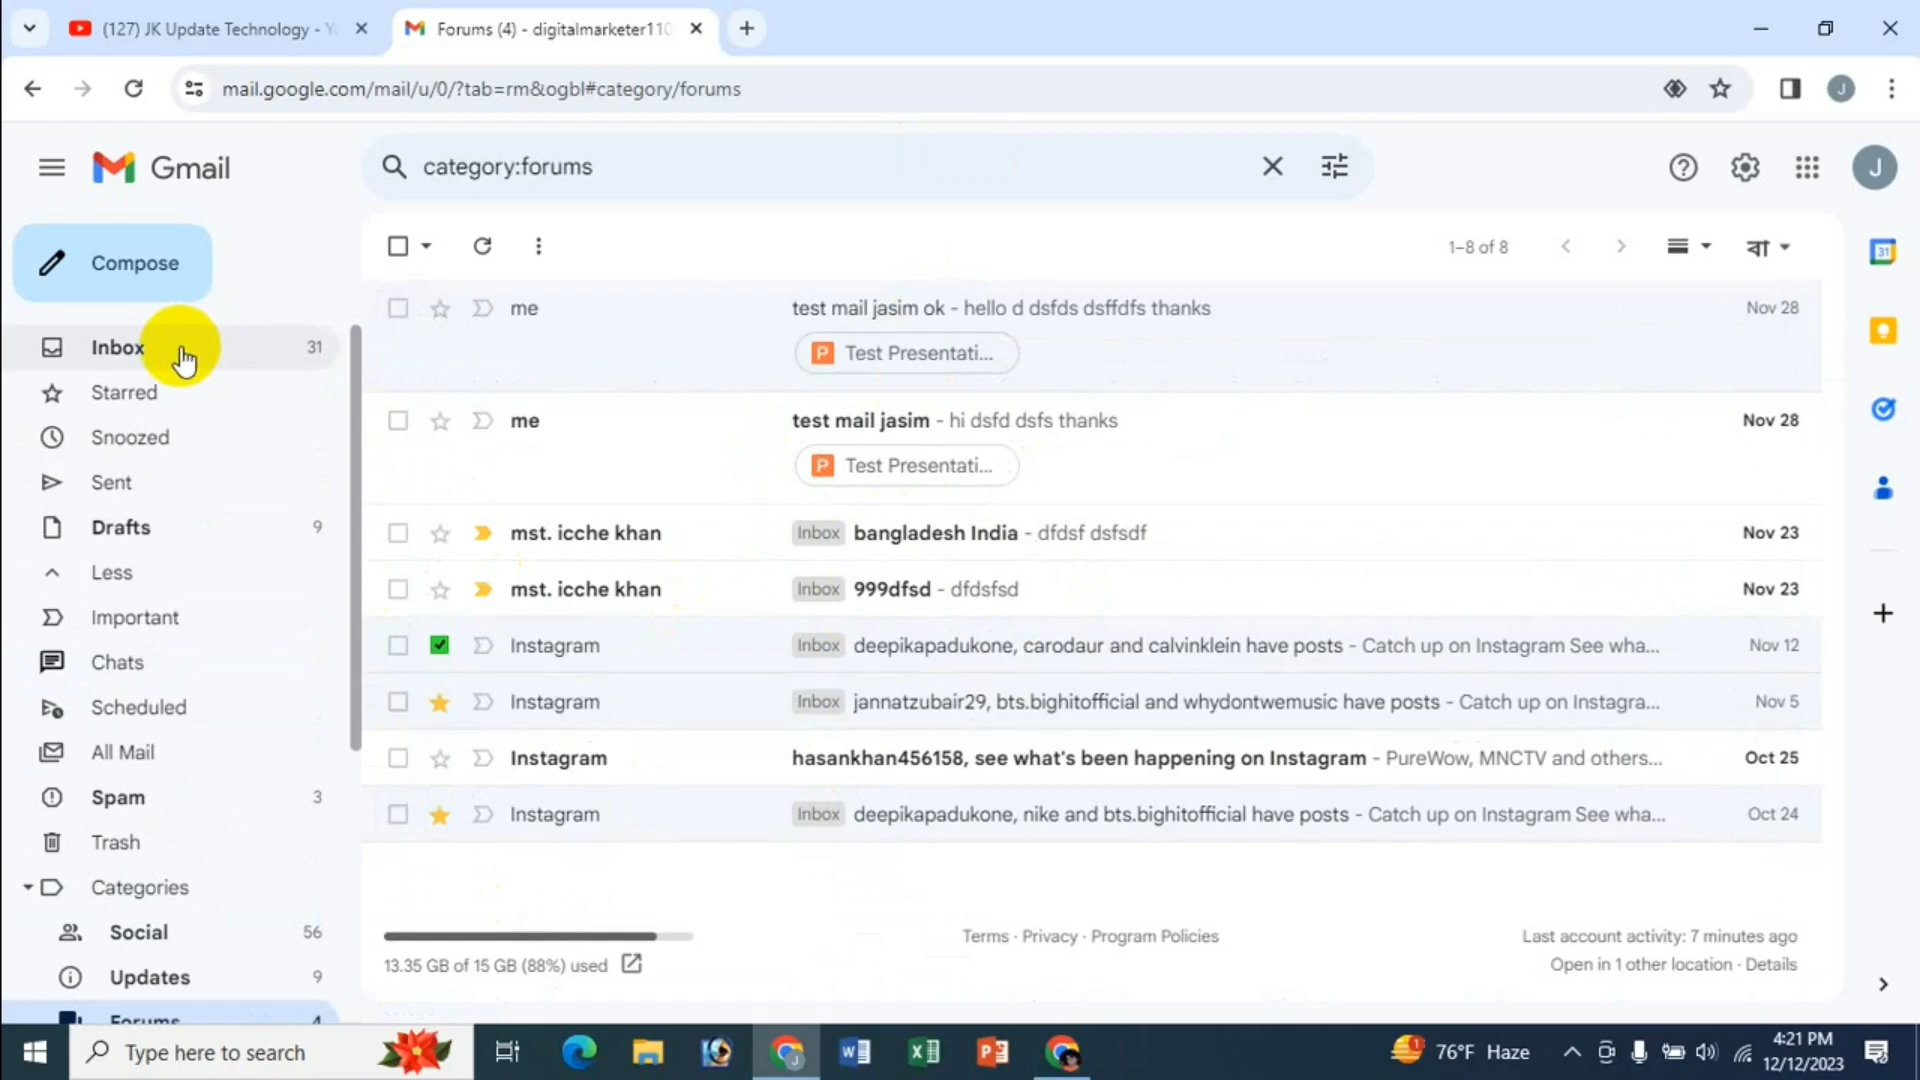 (127) JK Update Technology - Y
Forums (4) - digitalmarketer110
mail.google.com/mail/u/0/?tab=rm&ogbl#category/forums
Gmail
category:forums
J
Compose
1–8 of 8
বা
31
Inbox 31
Starred
Snoozed
Sent
Drafts 9
Less
Important
Chats
Scheduled
All Mail
Spam 3
Trash
Categories
Social 56
Updates 9
Forums 4
me test mail jasim ok - hello d dsfds dsffdfs thanks Nov 28
P Test Presentati...
me test mail jasim - hi dsfd dsfs thanks Nov 28
P Test Presentati...
mst. icche khan Inbox bangladesh India - dfdsf dsfsdf Nov 23
mst. icche khan Inbox 999dfsd - dfdsfsd Nov 23
Instagram Inbox deepikapadukone, carodaur and calvinklein have posts - Catch up on Instagram See wha... Nov 12
Instagram Inbox jannatzubair29, bts.bighitofficial and whydontwemusic have posts - Catch up on Instagra... Nov 5
Instagram hasankhan456158, see what's been happening on Instagram - PureWow, MNCTV and others... Oct 25
Instagram Inbox deepikapadukone, nike and bts.bighitofficial have posts - Catch up on Instagram See wha... Oct 24
13.35 GB of 15 GB (88%) used
Terms · Privacy · Program Policies
Last account activity: 7 minutes ago
Open in 1 other location · Details
Type here to search
76°F Haze
4:21 PM
12/12/2023